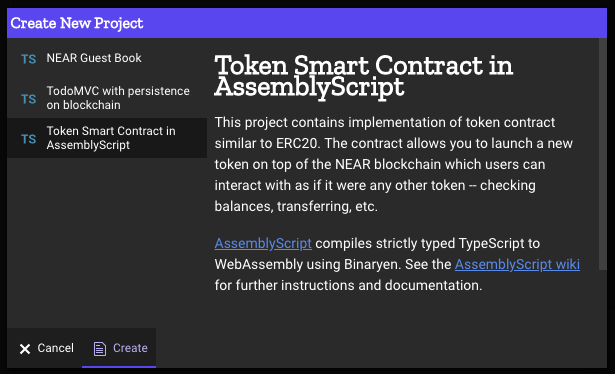 Create New Project
TS NEAR Guest Book
TS TodoMVC with persistence
on blockchain
TS Token Smart Contract in
AssemblyScript
Token Smart Contract in
AssemblyScript
This project contains implementation of token contract
similar to ERC20. The contract allows you to launch a new
token on top of the NEAR blockchain which users can
interact with as if it were any other token -- checking
balances, transferring, etc.
AssemblyScript compiles strictly typed TypeScript to
WebAssembly using Binaryen. See the AssemblyScript wiki
for further instructions and documentation.
Cancel
Create